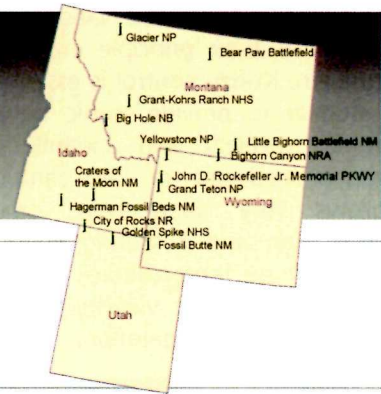 Glacier NP
Bear Paw Battlefield
Montana
Grant-Kohrs Ranch NHS
Big Hole NB
Yellowstone NP
Little Bighorn Battlefield NM
Bighorn Canyon NRA
Idaho
Craters of
the Moon NM
John D. Rockefeller Jr. Memorial PKWY
Grand Teton NP
Wyoming
Hagerman Fossil Beds NM
City of Rocks NR
Golden Spike NHS
Fossil Butte NM
Utah